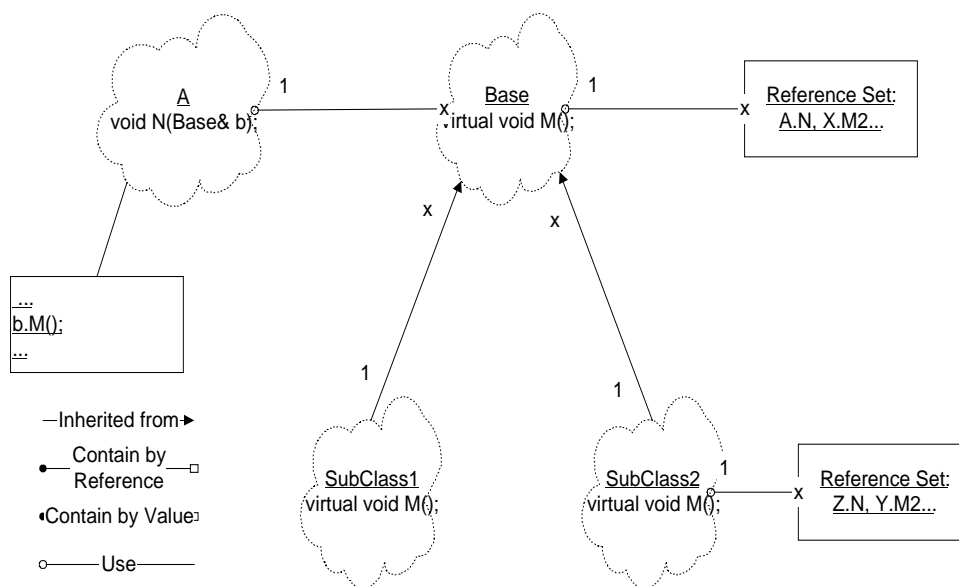 A
void N(Base& b);
1
x
Base
virtual void M();
1
x
Reference Set:
A.N, X.M2...
...
b.M();
...
x
x
1
1
Inherited from
Contain by
Reference
Contain by Value
Use
SubClass1
virtual void M();
SubClass2
virtual void M();
1
x
Reference Set:
Z.N, Y.M2...